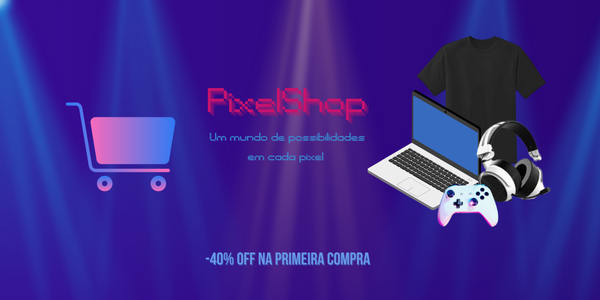 PixelShop
Um mundo de possibilidades
em cada pixel
-40% OFF NA PRIMEIRA COMPRA